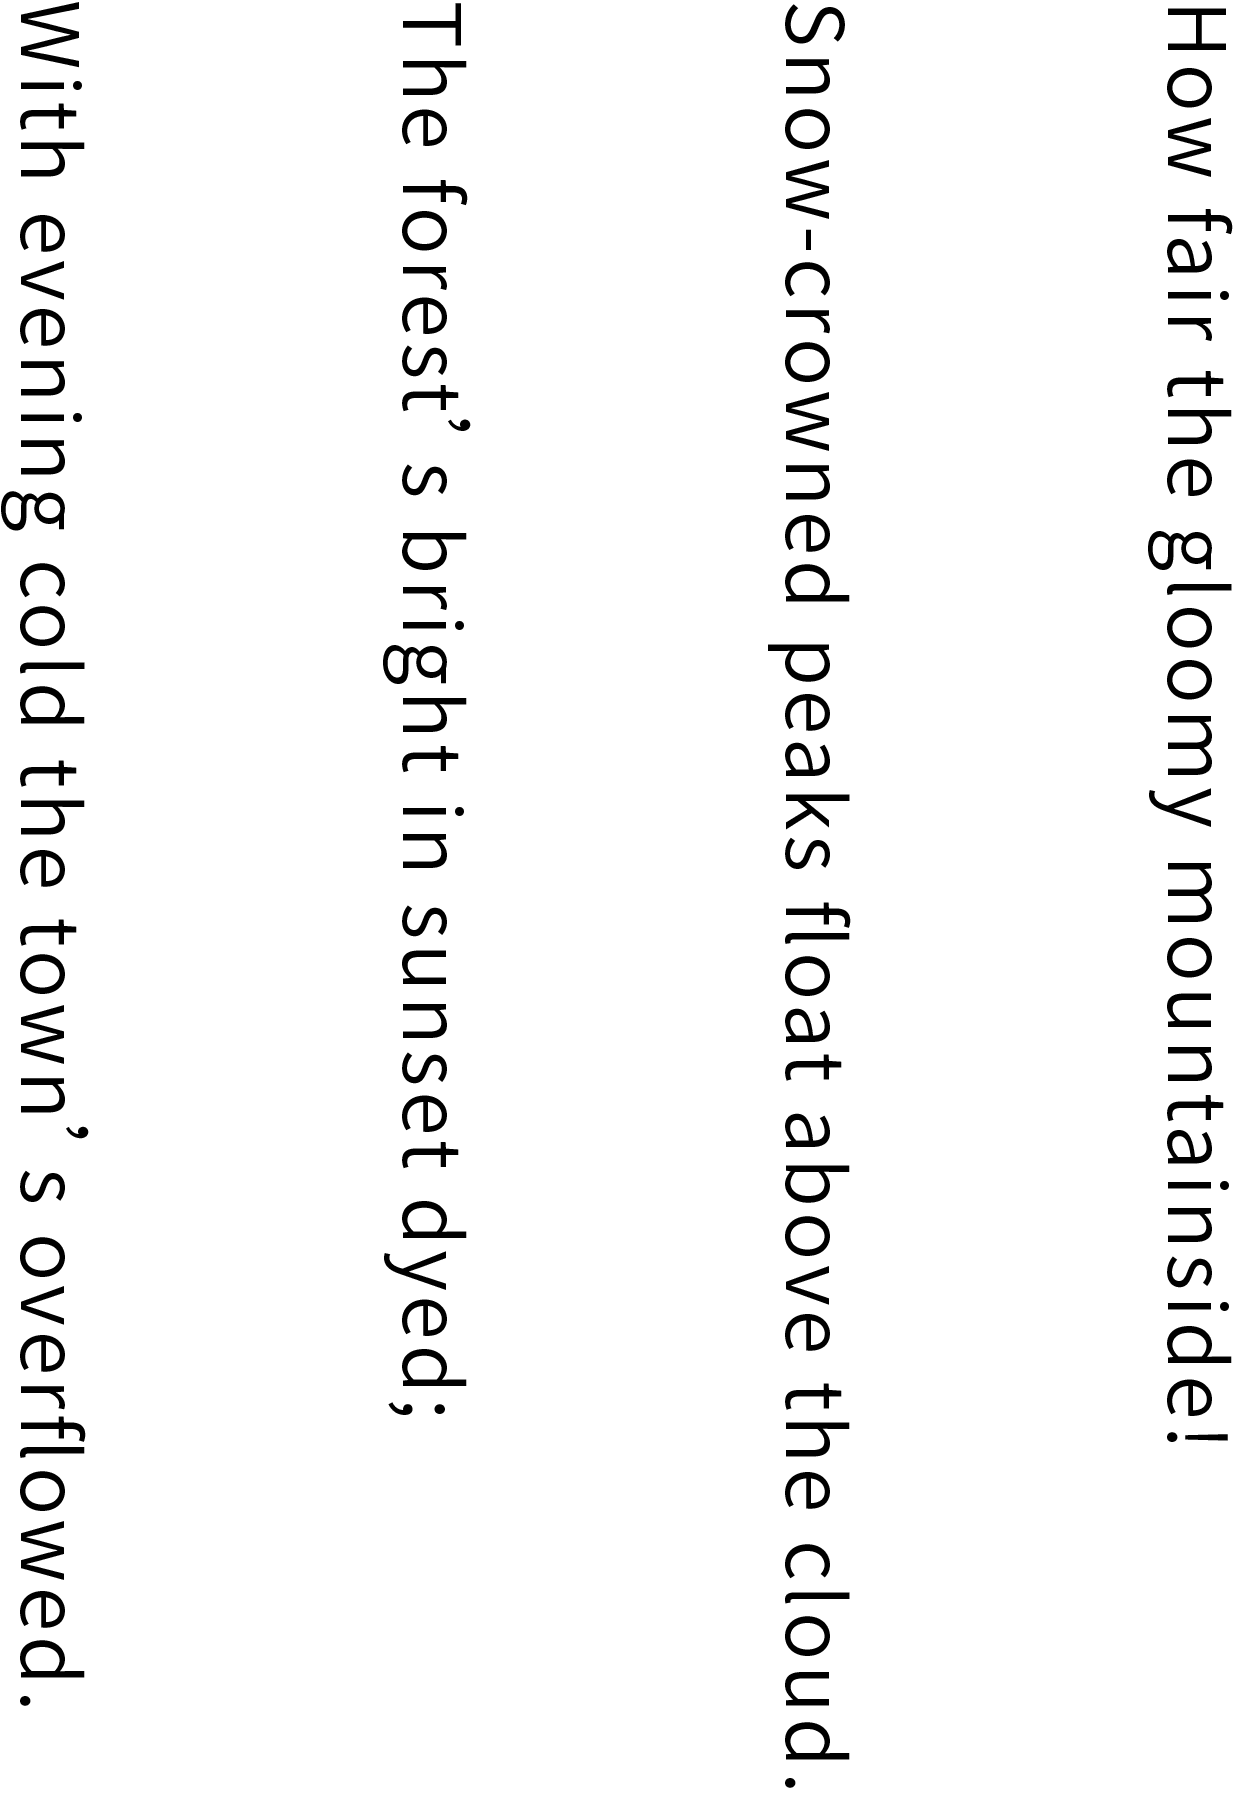 How fair the gloomy mountainside!
Snow-crowned peaks float above the cloud.
The forest’s bright in sunset dyed;
With evening cold the town’s overflowed.